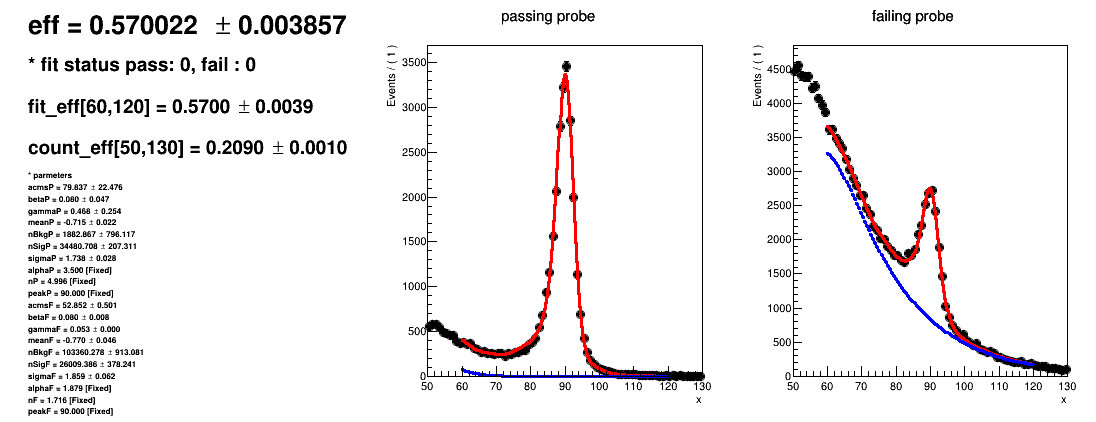 eff = 0.570022 ± 0.003857
* fit status pass: 0, fail : 0
fit_eff[60,120] = 0.5700 ± 0.0039
count_eff[50,130] = 0.2090 ± 0.0010
* parmeters
acmsP = 79.837 ± 22.476
betaP = 0.080 ± 0.047
gammaP = 0.468 ± 0.254
meanP = -0.715 ± 0.022
nBkgP = 1882.667 ± 796.117
nSigP = 34480.708 ± 207.311
sigmaP = 1.738 ± 0.028
alphaP = 3.500 [Fixed]
nP = 4.996 [Fixed]
peakP = 90.000 [Fixed]
acmsF = 52.852 ± 0.501
betaF = 0.080 ± 0.008
gammaF = 0.053 ± 0.000
meanF = -0.770 ± 0.046
nBkgF = 103360.278 ± 913.081
nSigF = 26009.386 ± 378.241
sigmaF = 1.859 ± 0.062
alphaF = 1.879 [Fixed]
nF = 1.716 [Fixed]
peakF = 90.000 [Fixed]
passing probe
Events / ( 1 )
3500
3000
2500
2000
1500
1000
500
0
50 60 70 80 90 100 110 120 130
x
failing probe
Events / ( 1 )
4500
4000
3500
3000
2500
2000
1500
1000
500
0
50 60 70 80 90 100 110 120 130
x